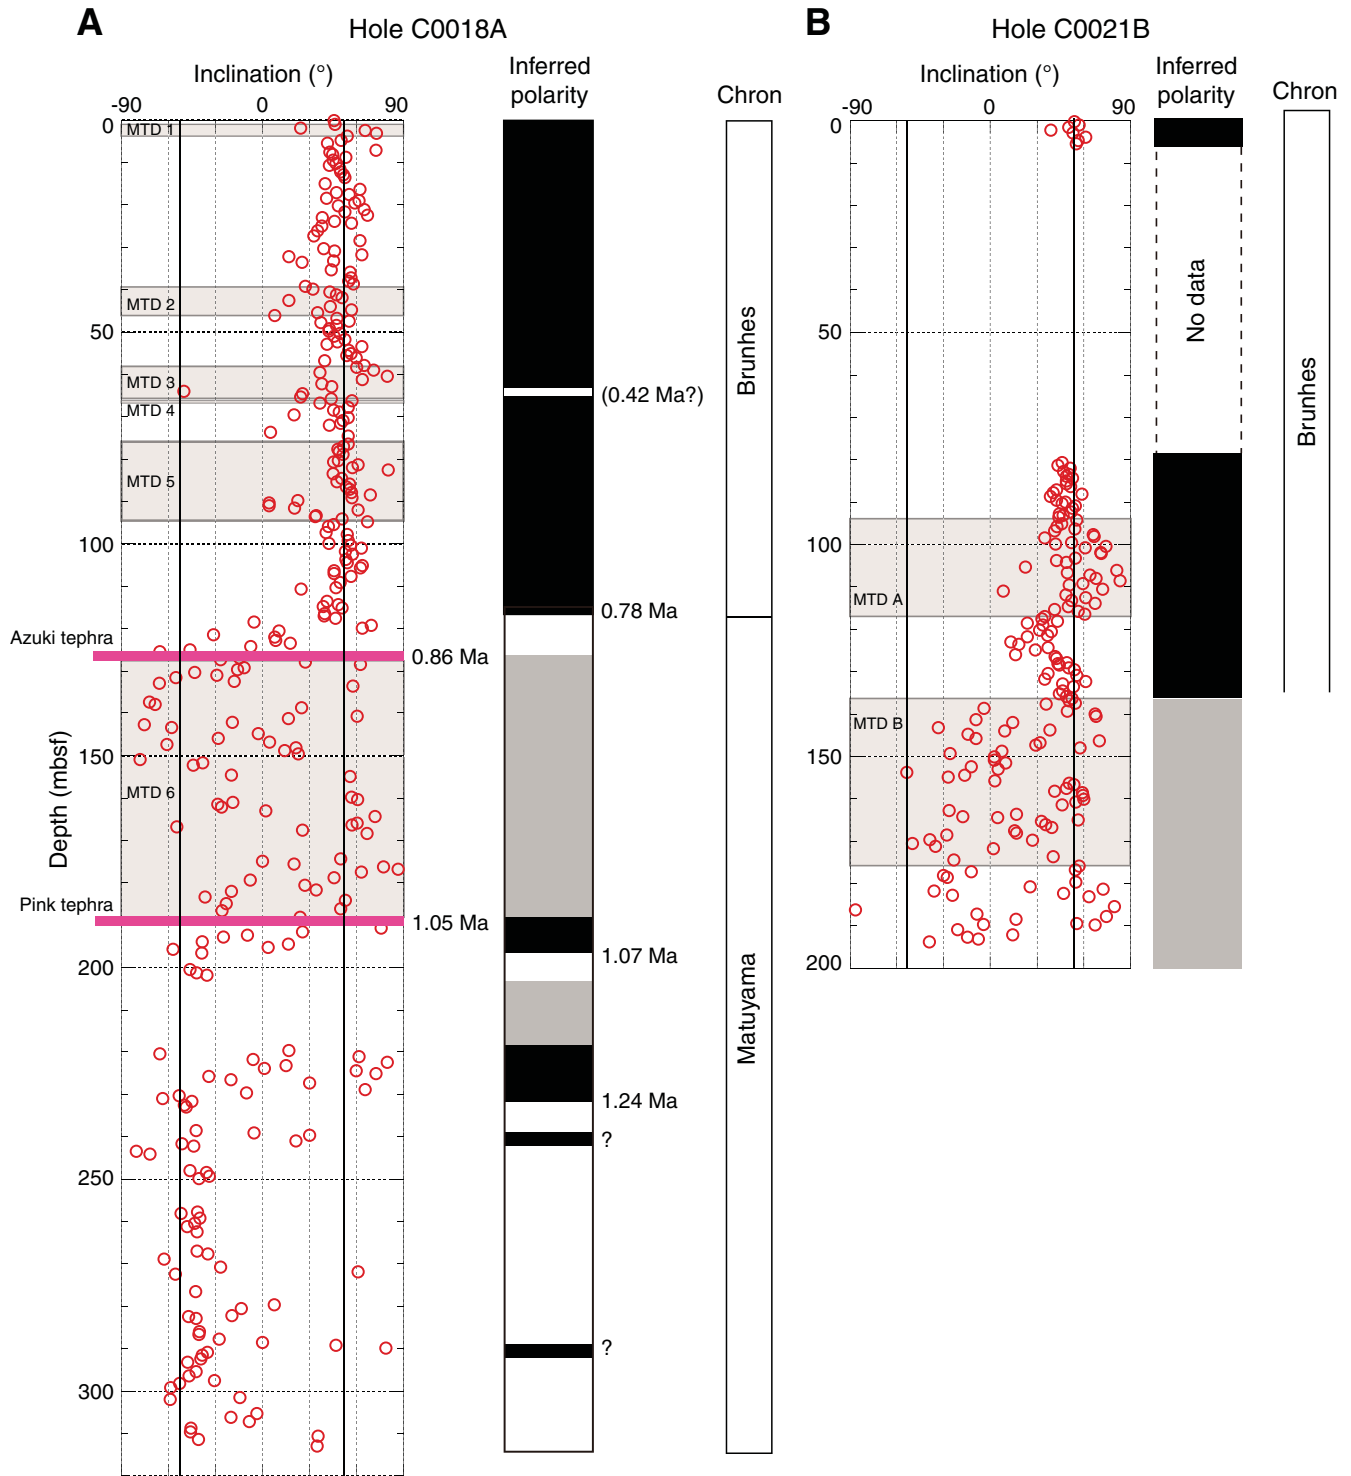 A
Hole C0018A
Inclination (°)
-90 0 90
Inferred
polarity
Chron
0
50
100
150
200
250
300
Depth (mbsf)
MTD 1
MTD 2
MTD 3
MTD 4
MTD 5
MTD 6
Azuki tephra
Pink tephra
(0.42 Ma?)
0.78 Ma
0.86 Ma
1.05 Ma
1.07 Ma
1.24 Ma
?
?
Brunhes
Matuyama
B
Hole C0021B
Inclination (°)
-90 0 90
Inferred
polarity
Chron
0
50
100
150
200
MTD A
MTD B
No data
Brunhes